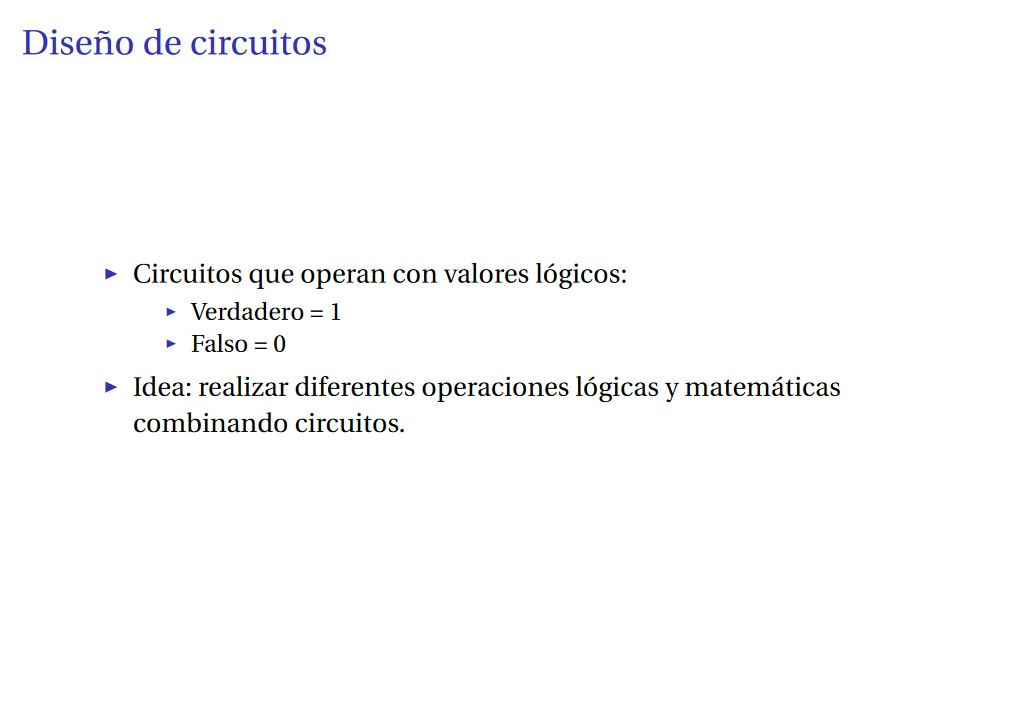 Diseño de circuitos
Circuitos que operan con valores lógicos:
Verdadero = 1
Falso = 0
Idea: realizar diferentes operaciones lógicas y matemáticas
combinando circuitos.